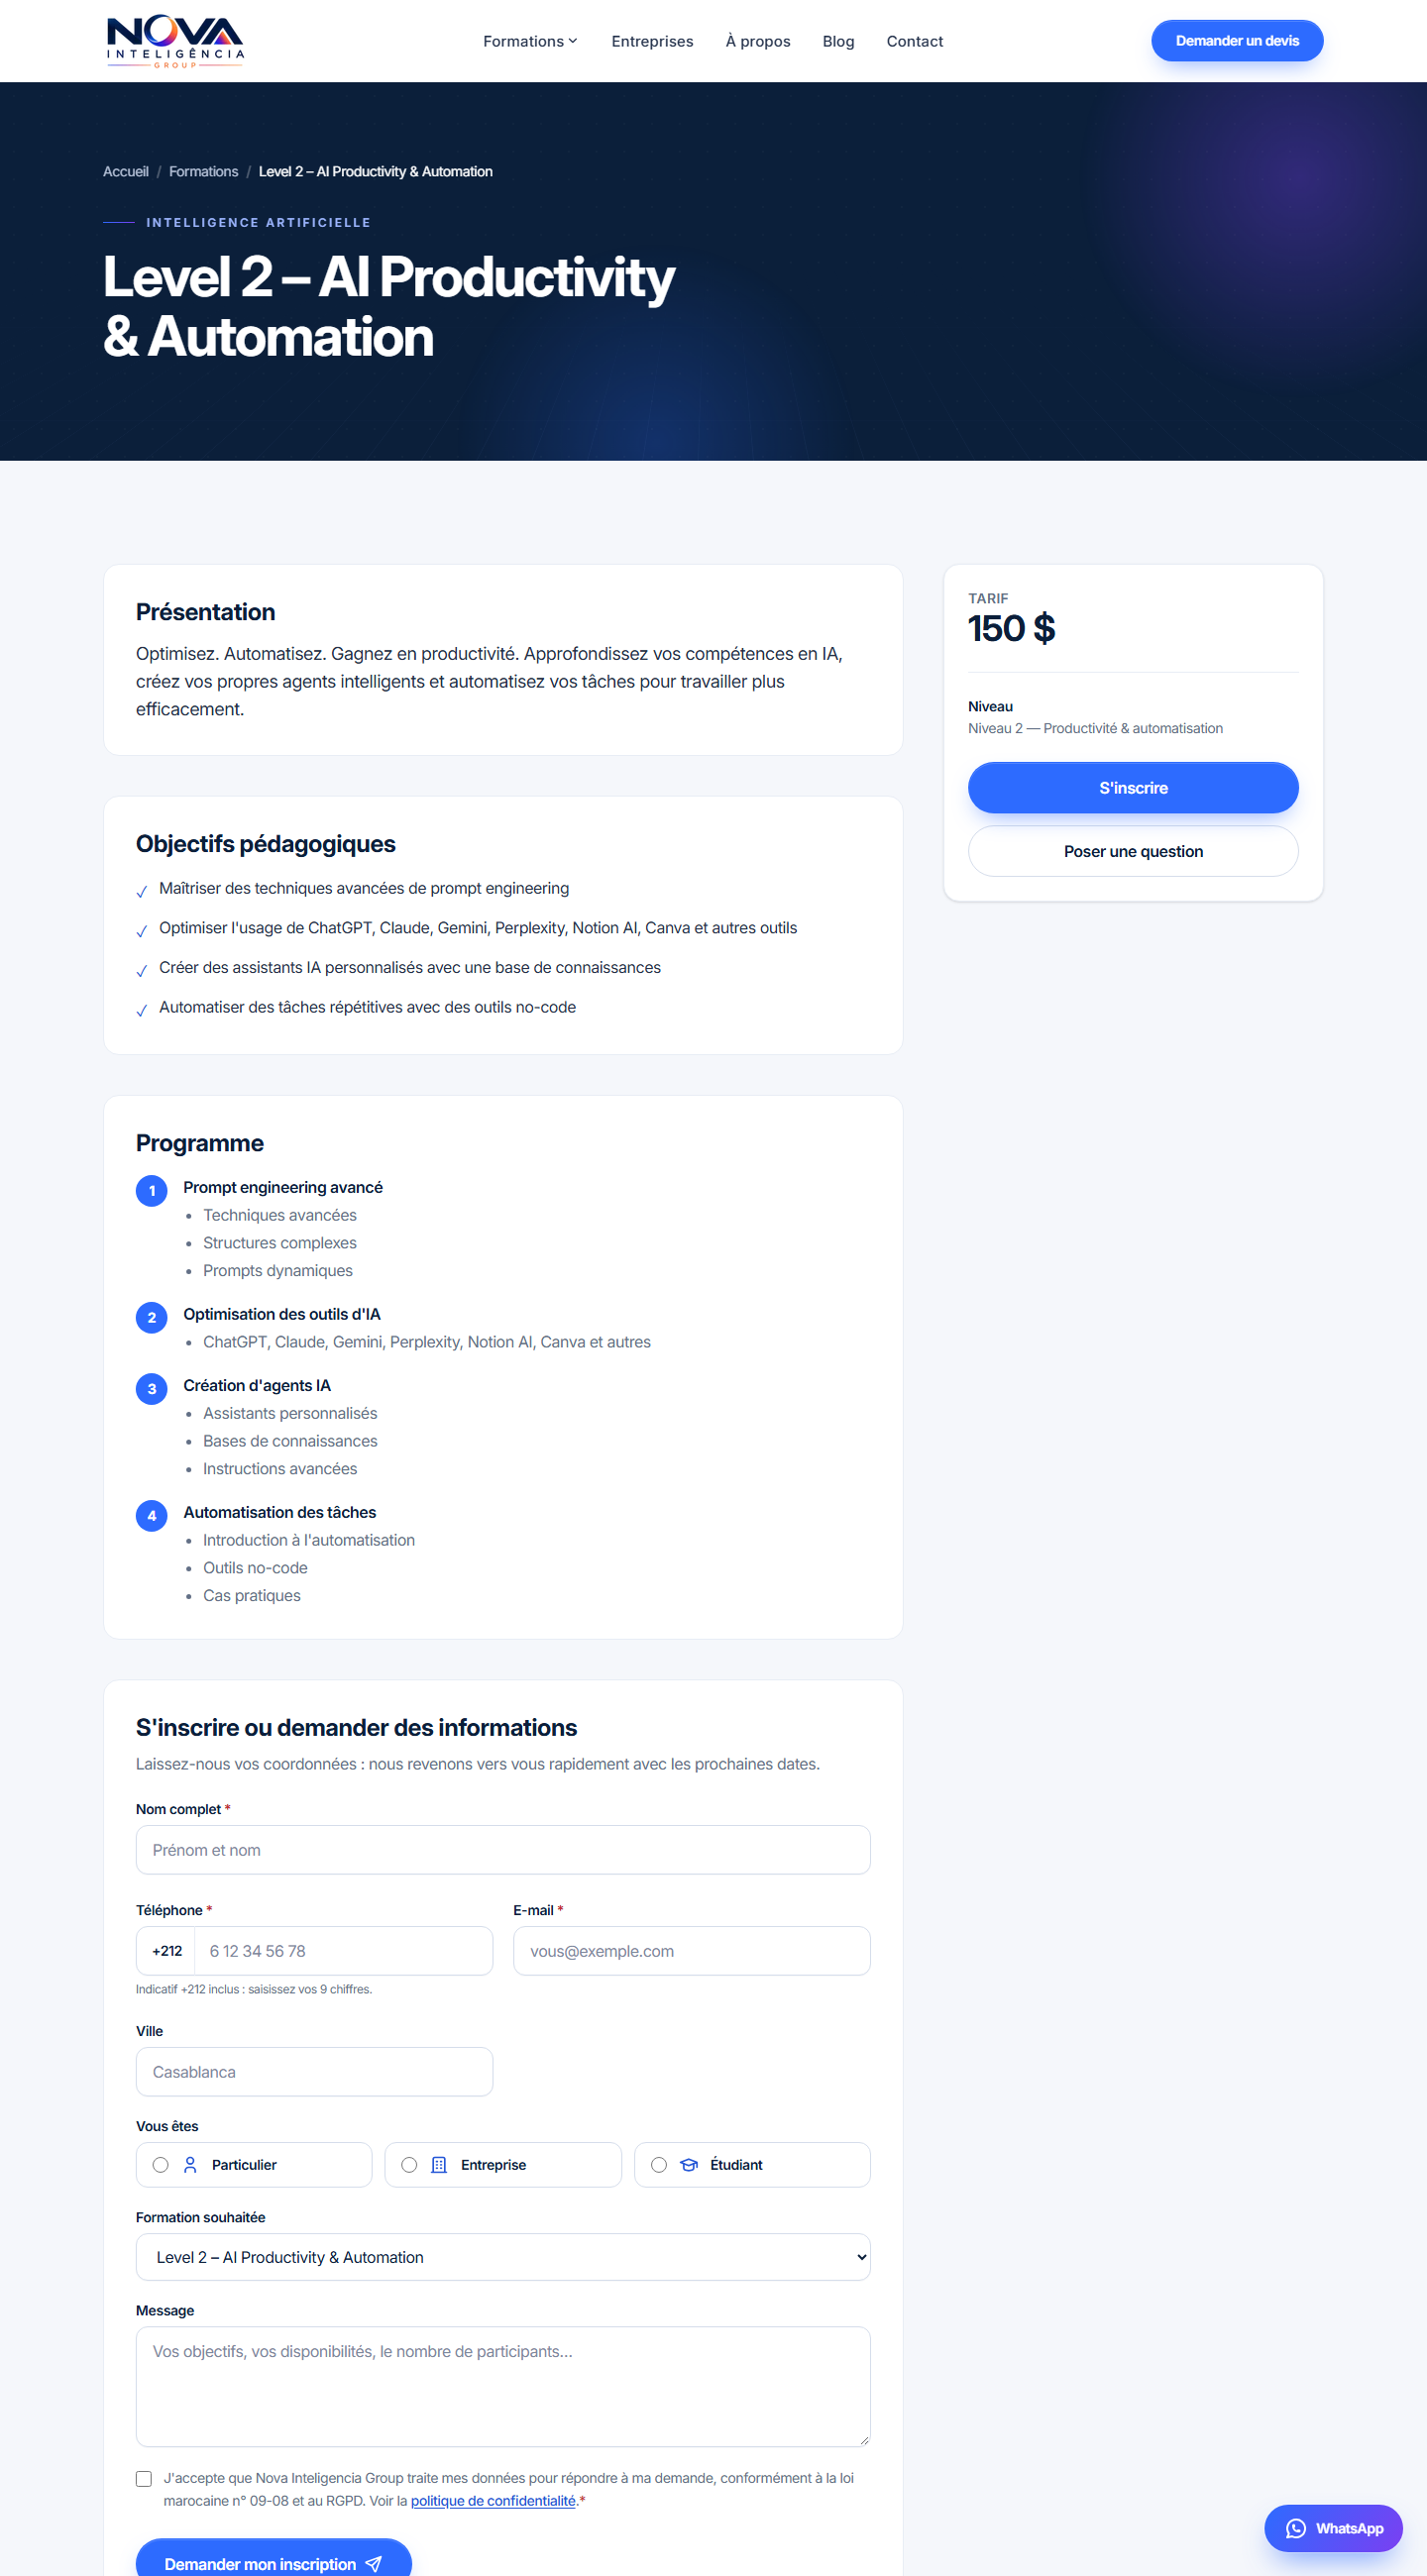 NOVA
INTELIGÊNCIA
GROUP
Formations
Entreprises
À propos
Blog
Contact
Demander un devis
Accueil / Formations / Level 2 – AI Productivity & Automation
INTELLIGENCE ARTIFICIELLE
Level 2 – AI Productivity
& Automation
Présentation
Optimisez. Automatisez. Gagnez en productivité. Approfondissez vos compétences en IA,
créez vos propres agents intelligents et automatisez vos tâches pour travailler plus
efficacement.
TARIF
150 $
Niveau
Niveau 2 — Productivité & automatisation
S'inscrire
Poser une question
Objectifs pédagogiques
Maîtriser des techniques avancées de prompt engineering
Optimiser l'usage de ChatGPT, Claude, Gemini, Perplexity, Notion AI, Canva et autres outils
Créer des assistants IA personnalisés avec une base de connaissances
Automatiser des tâches répétitives avec des outils no-code
Programme
1 Prompt engineering avancé
• Techniques avancées
• Structures complexes
• Prompts dynamiques
2 Optimisation des outils d'IA
• ChatGPT, Claude, Gemini, Perplexity, Notion AI, Canva et autres
3 Création d'agents IA
• Assistants personnalisés
• Bases de connaissances
• Instructions avancées
4 Automatisation des tâches
• Introduction à l'automatisation
• Outils no-code
• Cas pratiques
S'inscrire ou demander des informations
Laissez-nous vos coordonnées : nous revenons vers vous rapidement avec les prochaines dates.
Nom complet *
Prénom et nom
Téléphone *
+212 6 12 34 56 78
Indicatif +212 inclus : saisissez vos 9 chiffres.
E-mail *
vous@exemple.com
Ville
Casablanca
Vous êtes
Particulier
Entreprise
Étudiant
Formation souhaitée
Level 2 – AI Productivity & Automation
Message
Vos objectifs, vos disponibilités, le nombre de participants...
J'accepte que Nova Inteligencia Group traite mes données pour répondre à ma demande, conformément à la loi
marocaine n° 09-08 et au RGPD. Voir la politique de confidentialité.*
Demander mon inscription
WhatsApp